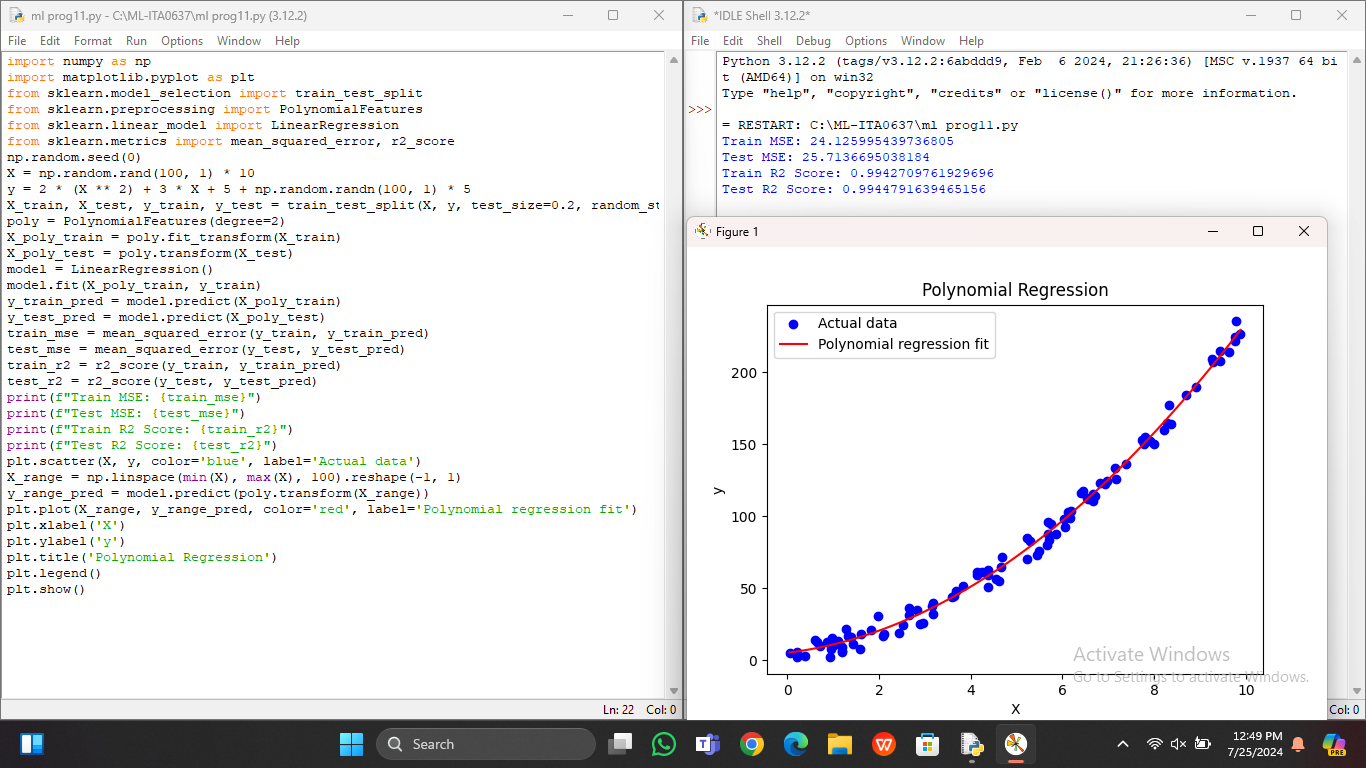 ml prog11.py - C:\ML-ITA0637\ml prog11.py (3.12.2)
File Edit Format Run Options Window Help
import numpy as np
import matplotlib.pyplot as plt
from sklearn.model_selection import train_test_split
from sklearn.preprocessing import PolynomialFeatures
from sklearn.linear_model import LinearRegression
from sklearn.metrics import mean_squared_error, r2_score
np.random.seed(0)
X = np.random.rand(100, 1) * 10
y = 2 * (X ** 2) + 3 * X + 5 + np.random.randn(100, 1) * 5
X_train, X_test, y_train, y_test = train_test_split(X, y, test_size=0.2, random_st
poly = PolynomialFeatures(degree=2)
X_poly_train = poly.fit_transform(X_train)
X_poly_test = poly.transform(X_test)
model = LinearRegression()
model.fit(X_poly_train, y_train)
y_train_pred = model.predict(X_poly_train)
y_test_pred = model.predict(X_poly_test)
train_mse = mean_squared_error(y_train, y_train_pred)
test_mse = mean_squared_error(y_test, y_test_pred)
train_r2 = r2_score(y_train, y_train_pred)
test_r2 = r2_score(y_test, y_test_pred)
print(f"Train MSE: {train_mse}")
print(f"Test MSE: {test_mse}")
print(f"Train R2 Score: {train_r2}")
print(f"Test R2 Score: {test_r2}")
plt.scatter(X, y, color='blue', label='Actual data')
X_range = np.linspace(min(X), max(X), 100).reshape(-1, 1)
y_range_pred = model.predict(poly.transform(X_range))
plt.plot(X_range, y_range_pred, color='red', label='Polynomial regression fit')
plt.xlabel('X')
plt.ylabel('y')
plt.title('Polynomial Regression')
plt.legend()
plt.show()
Ln: 22 Col: 0
*IDLE Shell 3.12.2*
File Edit Shell Debug Options Window Help
Python 3.12.2 (tags/v3.12.2:6abddd9, Feb  6 2024, 21:26:36) [MSC v.1937 64 bi
t (AMD64)] on win32
Type "help", "copyright", "credits" or "license()" for more information.
>>>
= RESTART: C:\ML-ITA0637\ml prog11.py
Train MSE: 24.125995439736805
Test MSE: 25.7136695038184
Train R2 Score: 0.9942709761929696
Test R2 Score: 0.9944791639465156
Figure 1
Polynomial Regression
Actual data
Polynomial regression fit
200
150
100
50
0
y
0 2 4 6 8 10
X
Activate Windows
Go to Settings to activate Windows.
Col: 0
Search
12:49 PM
7/25/2024
PRE